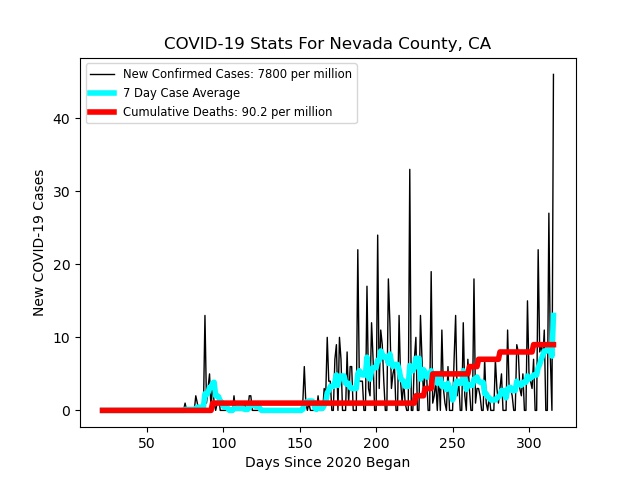 COVID-19 Stats For Nevada County, CA
New Confirmed Cases: 7800 per million
7 Day Case Average
Cumulative Deaths: 90.2 per million
New COVID-19 Cases
40
30
20
10
0
50 100 150 200 250 300
Days Since 2020 Began